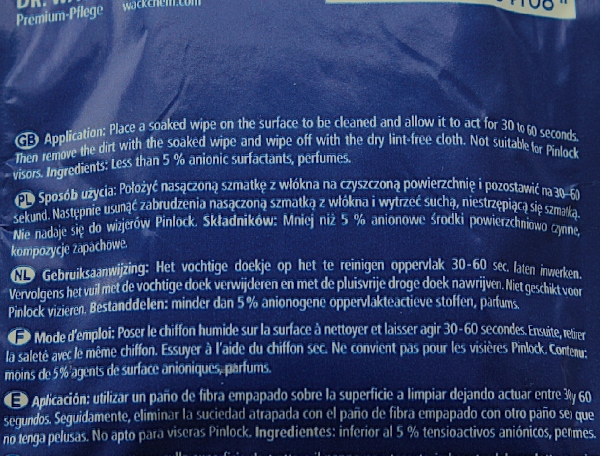 Premium-Pflege wackchem.com
GB Application: Place a soaked wipe on the surface to be cleaned and allow it to act for 30 to 60 seconds.
Then remove the dirt with the soaked wipe and wipe off with the dry lint-free cloth. Not suitable for Pinlock
visors. Ingredients: Less than 5 % anionic surfactants, perfumes.
PL Sposób użycia: Położyć nasączoną szmatkę z włókna na czyszczoną powierzchnię i pozostawić na 30-60
sekund. Następnie usunąć zabrudzenia nasączoną szmatką z włókna i wytrzeć suchą, niestrzępiącą się szmatką.
Nie nadaje się do wizjerów Pinlock. Składników: Mniej niż 5 % anionowe środki powierzchniowo czynne,
kompozycje zapachowe.
NL Gebruiksaanwijzing: Het vochtige doekje op het te reinigen oppervlak 30-60 sec. laten inwerken.
Vervolgens het vuil met de vochtige doek verwijderen en met de pluisvrije droge doek nawrijven. Niet geschikt voor
Pinlock vizieren. Bestanddelen: minder dan 5 % anionogene oppervlakteactieve stoffen, parfums.
F Mode d'emploi: Poser le chiffon humide sur la surface à nettoyer et laisser agir 30-60 secondes. Ensuite, retirer
la saleté avec le même chiffon. Essuyer à l'aide du chiffon sec. Ne convient pas pour les visières Pinlock. Contenu:
moins de 5% agents de surface anioniques, parfums.
E Aplicación: utilizar un paño de fibra empapado sobre la superficie a limpiar dejando actuar entre 30 y 60
segundos. Seguidamente, eliminar la suciedad atrapada con el paño de fibra empapado con otro paño seco que
no tenga pelusas. No apto para viseras Pinlock. Ingredientes: inferior al 5 % tensioactivos aniónicos, perfumes.